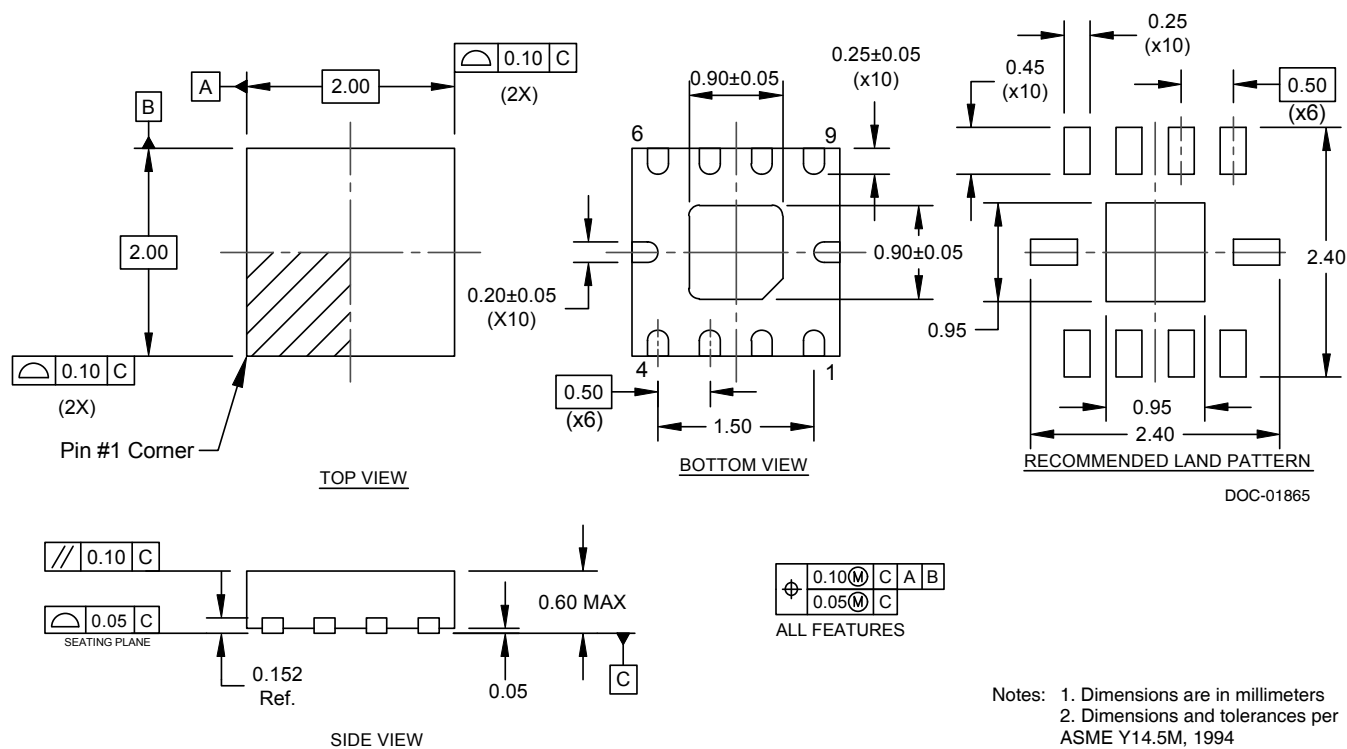 0.10 C
(2X)
A
2.00
B
2.00
0.10 C
(2X)
Pin #1 Corner
TOP VIEW
0.90±0.05
0.25±0.05
(x10)
6
9
0.90±0.05
0.20±0.05
(X10)
4
1
0.50
(x6)
1.50
BOTTOM VIEW
0.25
(x10)
0.45
(x10)
0.50
(x6)
2.40
0.95
0.95
2.40
RECOMMENDED LAND PATTERN
DOC-01865
// 0.10 C
0.05 C
SEATING PLANE
0.60 MAX
0.152
Ref.
0.05
C
SIDE VIEW
0.10Ⓜ C A B
0.05Ⓜ C
ALL FEATURES
Notes: 1. Dimensions are in millimeters
2. Dimensions and tolerances per
ASME Y14.5M, 1994